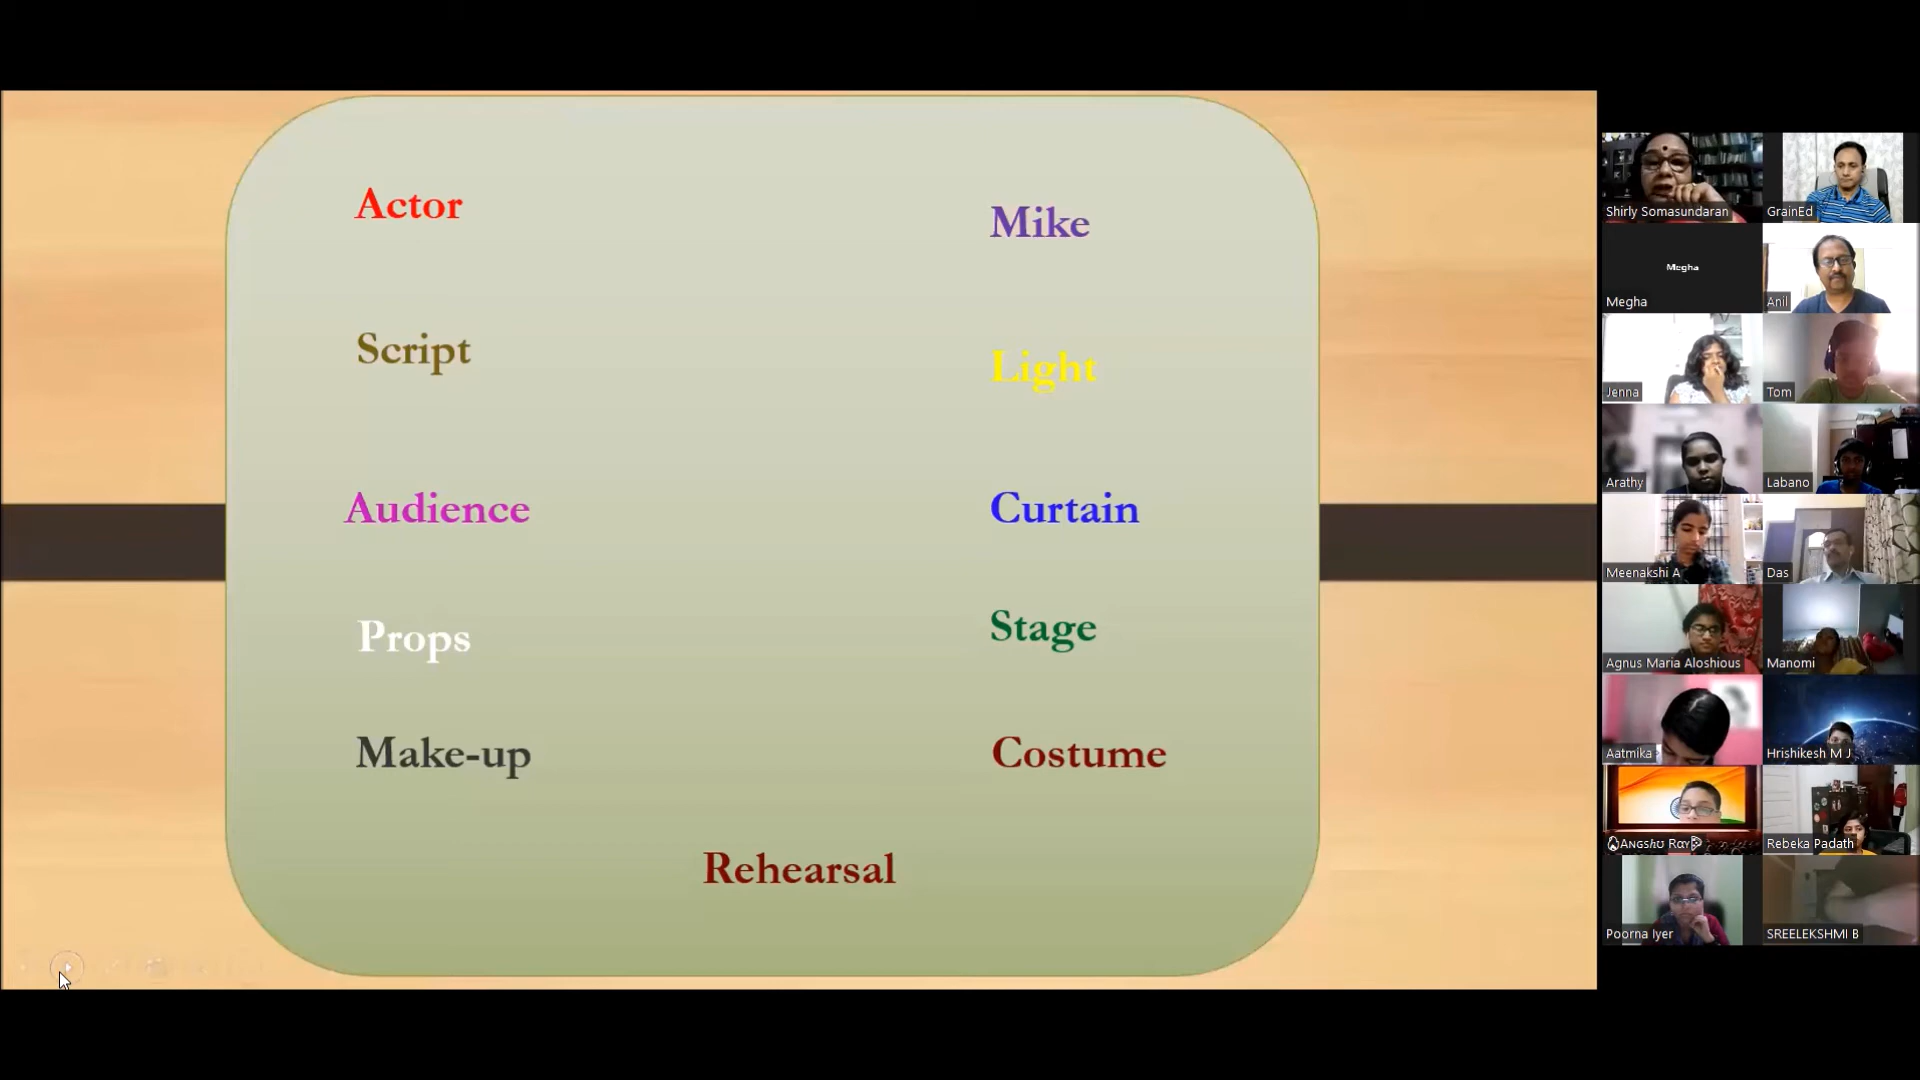 Actor
Mike
Script
Light
Audience
Curtain
Props
Stage
Make-up
Costume
Rehearsal
Shirly Somasundaran
GrainEd
Megha
Megha
Anil
Jenna
Tom
Arathy
Labano
Meenakshi A
Das
Agnus Maria Aloshious
Manomi
Aatmika
Hrishikesh M J
Rebeka Padath
Poorna Iyer
SREELEKSHMI B